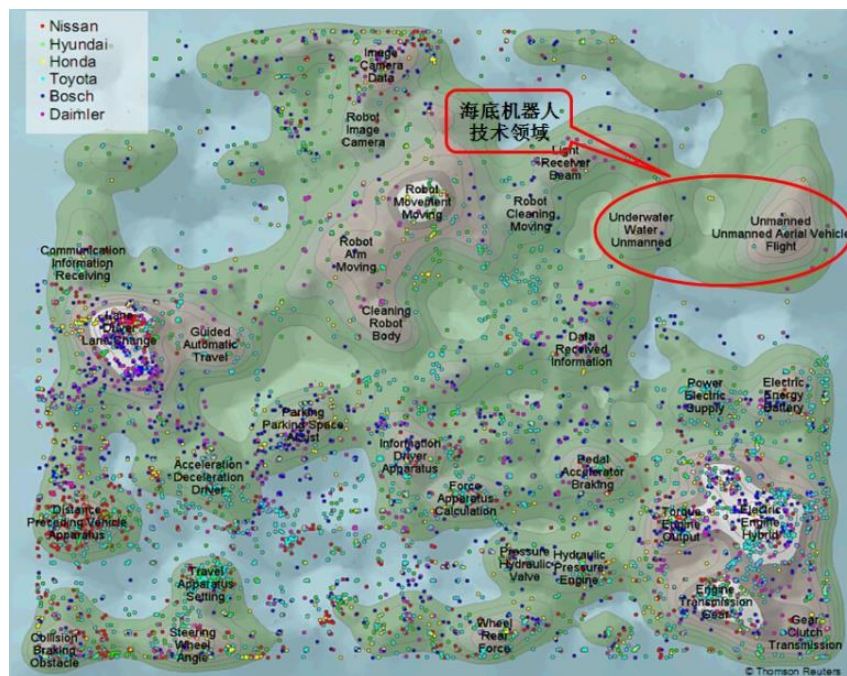 Nissan
Hyundai
Honda
Toyota
Bosch
Daimler
Image
Camera
Data
Robot
Image
Camera
海底机器人
技术领域
Light
Receiver
Beam
Robot
Movement
Moving
Robot
Cleaning
Moving
Underwater
Water
Unmanned
Unmanned
Unmanned Aerial Vehicle
Flight
Robot
Arm
Moving
Communication
Information
Receiving
Lane
Driver
Lane Change
Guided
Automatic
Travel
Cleaning
Robot
Body
Data
Received
Information
Power
Electric
Supply
Electric
Energy
Battery
Parking
Parking Space
Assist
Information
Driver
Apparatus
Acceleration
Deceleration
Driver
Pedal
Accelerator
Braking
Force
Apparatus
Calculation
Distance
Preceding Vehicle
Apparatus
Torque
Engine
Output
Electric
Engine
Hybrid
Pressure
Hydraulic
Valve
Hydraulic
Pressure
Engine
Travel
Apparatus
Setting
Engine
Transmission
Gear
Collision
Braking
Obstacle
Steering
Wheel
Angle
Wheel
Rear
Force
Gear
Clutch
Transmission
© Thomson Reuters